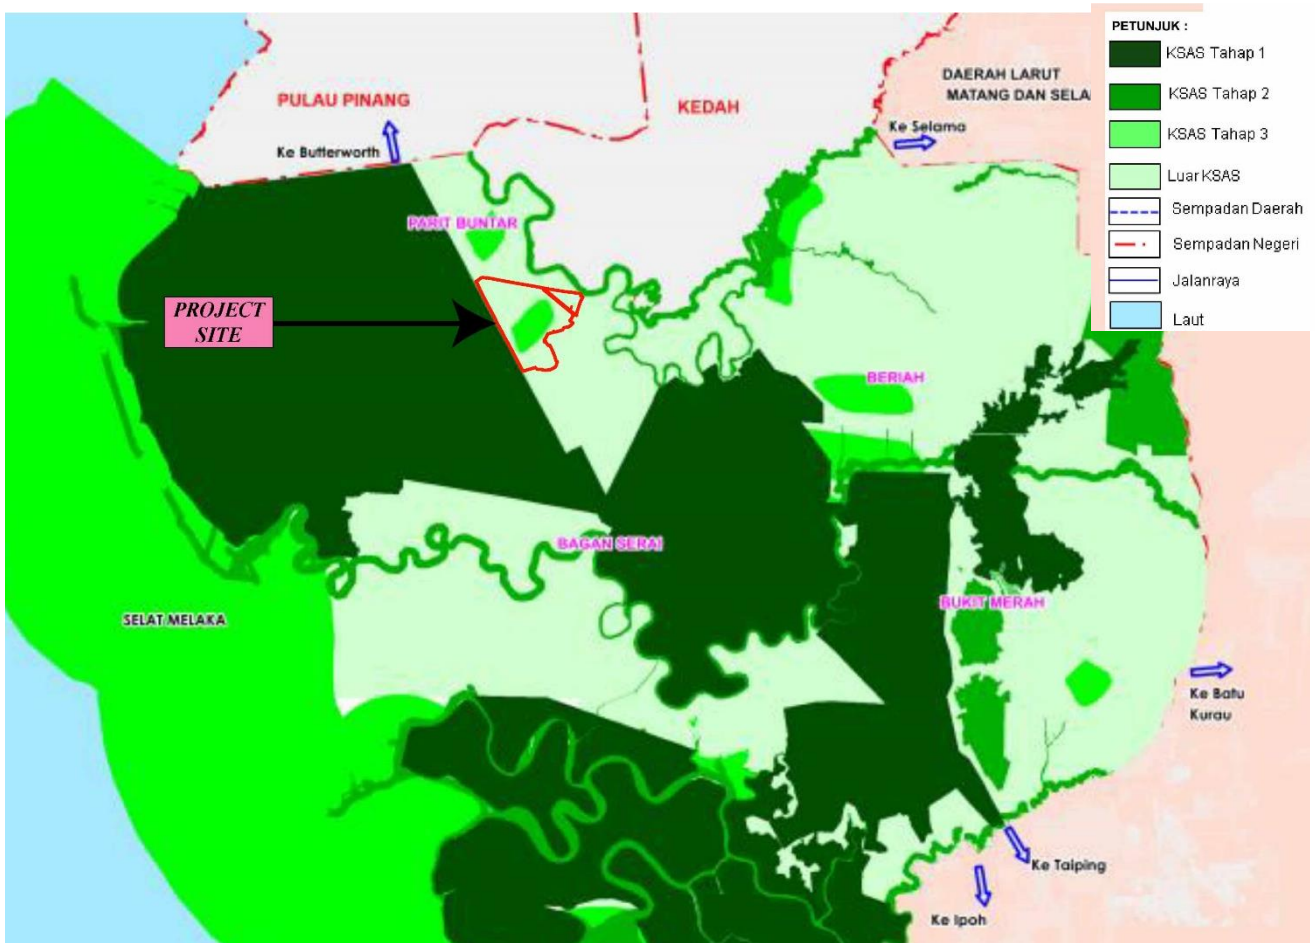 PETUNJUK :
KSAS Tahap 1
KSAS Tahap 2
KSAS Tahap 3
Luar KSAS
Sempadan Daerah
Sempadan Negeri
Jalanraya
Laut
DAERAH LARUT
MATANG DAN SELA
PULAU PINANG
KEDAH
Ke Selama
Ke Butterworth
PARIT BUNTAR
PROJECT
SITE
BERIAH
BAGAN SERAI
BUKIT MERAH
SELAT MELAKA
Ke Batu
Kurau
Ke Taiping
Ke Ipoh